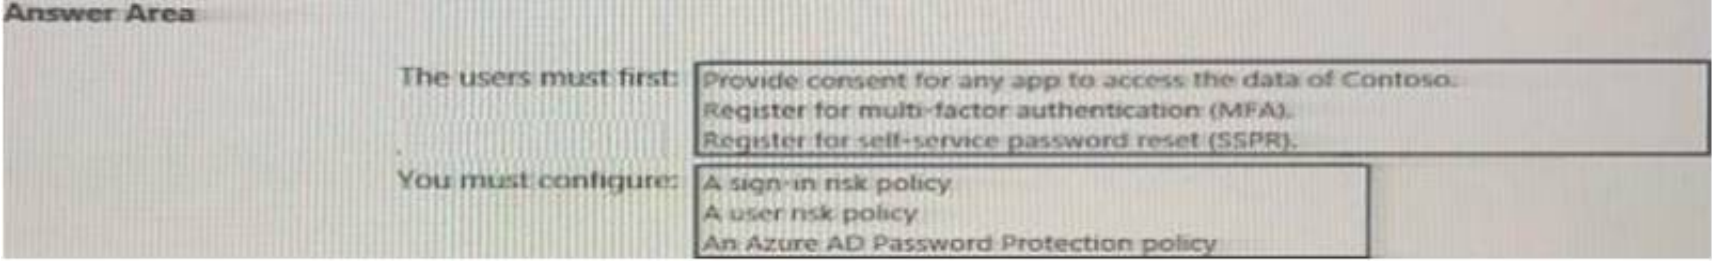 Answer Area
The users must first: Provide consent for any app to access the data of Contoso.
Register for multi-factor authentication (MFA).
Register for self-service password reset (SSPR).
You must configure: A sign-in risk policy
A user risk policy
An Azure AD Password Protection policy